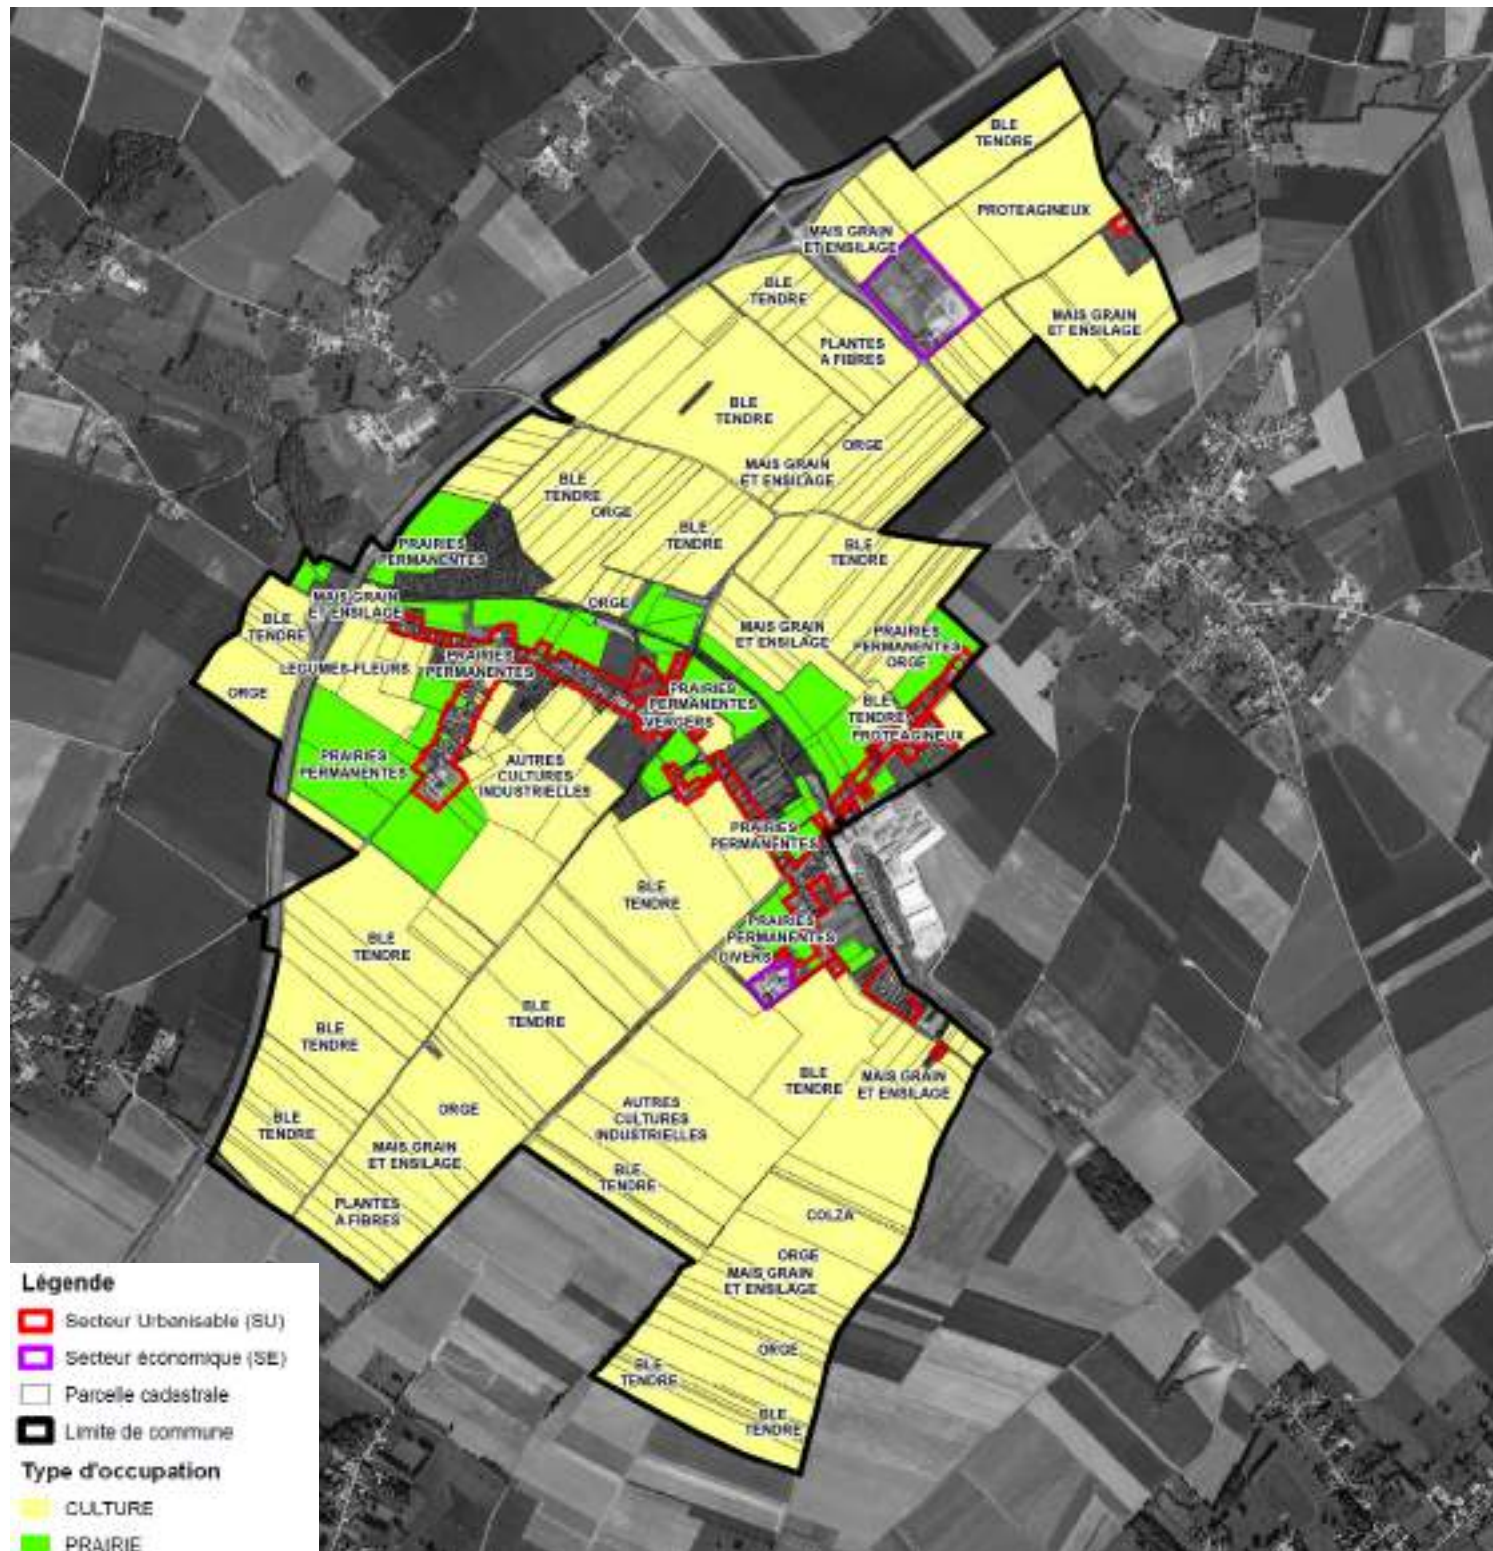 BLE
TENDRE
PROTEAGINEUX
MAIS GRAIN
ET ENSILAGE
BLE
TENDRE
MAIS GRAIN
ET ENSILAGE
PLANTES
A FIBRES
BLE
TENDRE
ORGE
MAIS GRAIN
ET ENSILAGE
BLE
TENDRE
ORGE
BLE
TENDRE
BLE
TENDRE
PRAIRIES
PERMANENTES
MAIS GRAIN
ET ENSILAGE
ORGE
BLE
TENDRE
MAIS GRAIN
ET ENSILAGE
PRAIRIES
PERMANENTES
ORGE
LEGUMES-FLEURS
PRAIRIES
PERMANENTES
ORGE
PRAIRIES
PERMANENTES
VERGERS
BLE
TENDRE
PROTEAGINEUX
PRAIRIES
PERMANENTES
AUTRES
CULTURES
INDUSTRIELLES
PRAIRIES
PERMANENTES
BLE
TENDRE
PRAIRIES
PERMANENTES
DIVERS
BLE
TENDRE
BLE
TENDRE
BLE
TENDRE
BLE
TENDRE
MAIS GRAIN
ET ENSILAGE
ORGE
AUTRES
CULTURES
INDUSTRIELLES
BLE
TENDRE
MAIS GRAIN
ET ENSILAGE
BLE
TENDRE
PLANTES
A FIBRES
COLZA
ORGE
MAIS GRAIN
ET ENSILAGE
ORGE
BLE
TENDRE
BLE
TENDRE
Légende
Secteur Urbanisable (SU)
Secteur économique (SE)
Parcelle cadastrale
Limite de commune
Type d'occupation
CULTURE
PRAIRIE